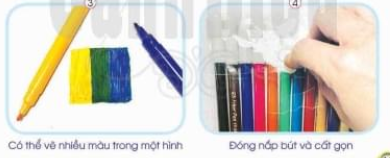 3
4
Có thể vẽ nhiều màu trong một hình
Đóng nắp bút và cất gọn